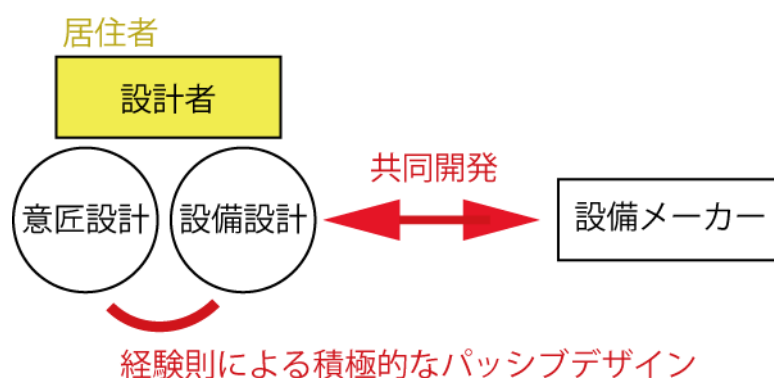 居住者
設計者
意匠設計
設備設計
共同開発
設備メーカー
経験則による積極的なパッシブデザイン